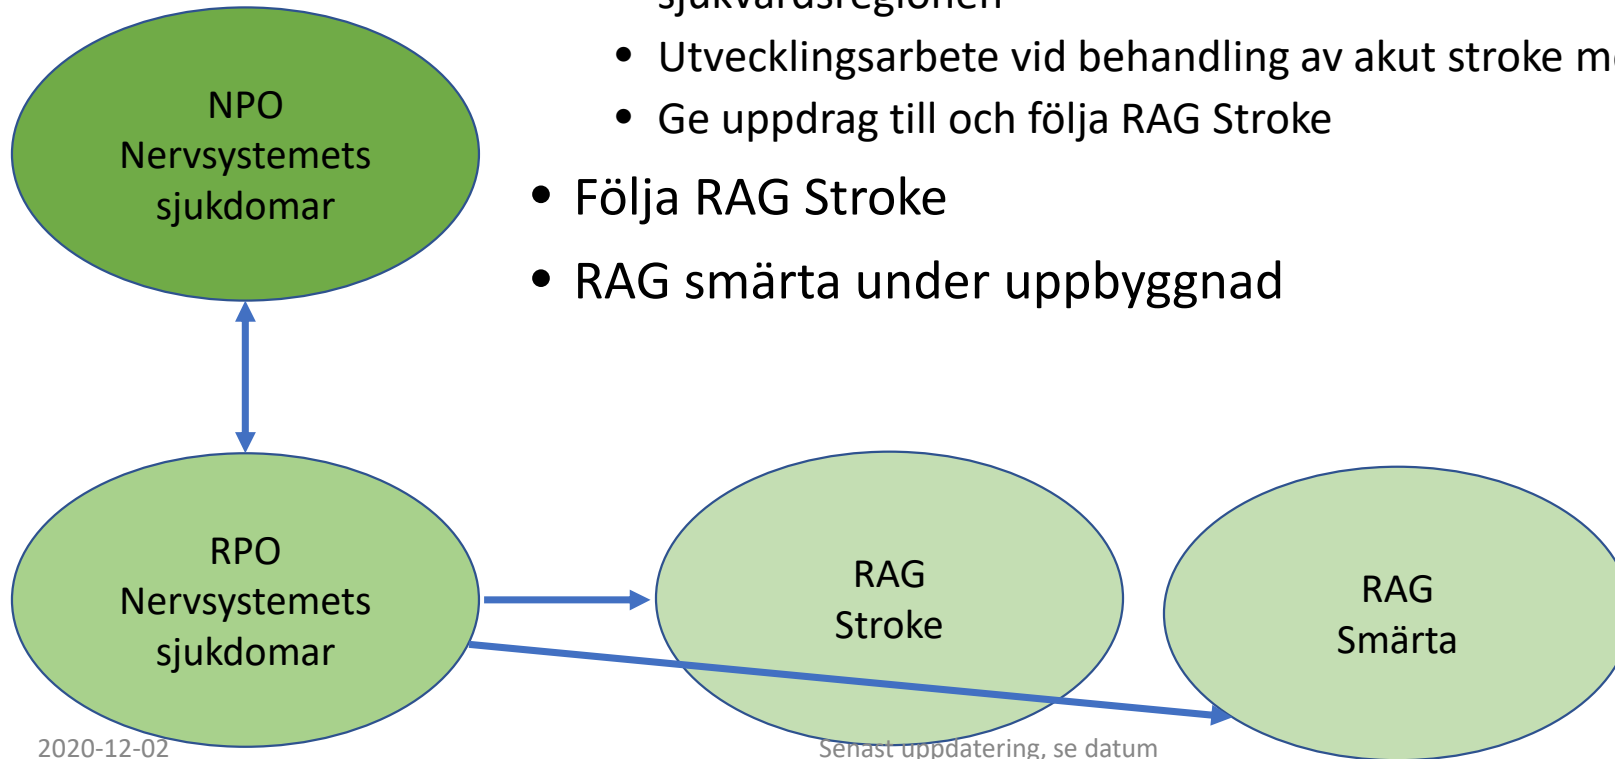 sjukvårdsregionen
• Utvecklingsarbete vid behandling av akut stroke
• Ge uppdrag till och följa RAG Stroke
• Följa RAG Stroke
• RAG smärta under uppbyggnad
NPO
Nervsystemets
sjukdomar
RPO
Nervsystemets
sjukdomar
RAG
Stroke
RAG
Smärta
2020-12-02
Senast uppdatering, se datum